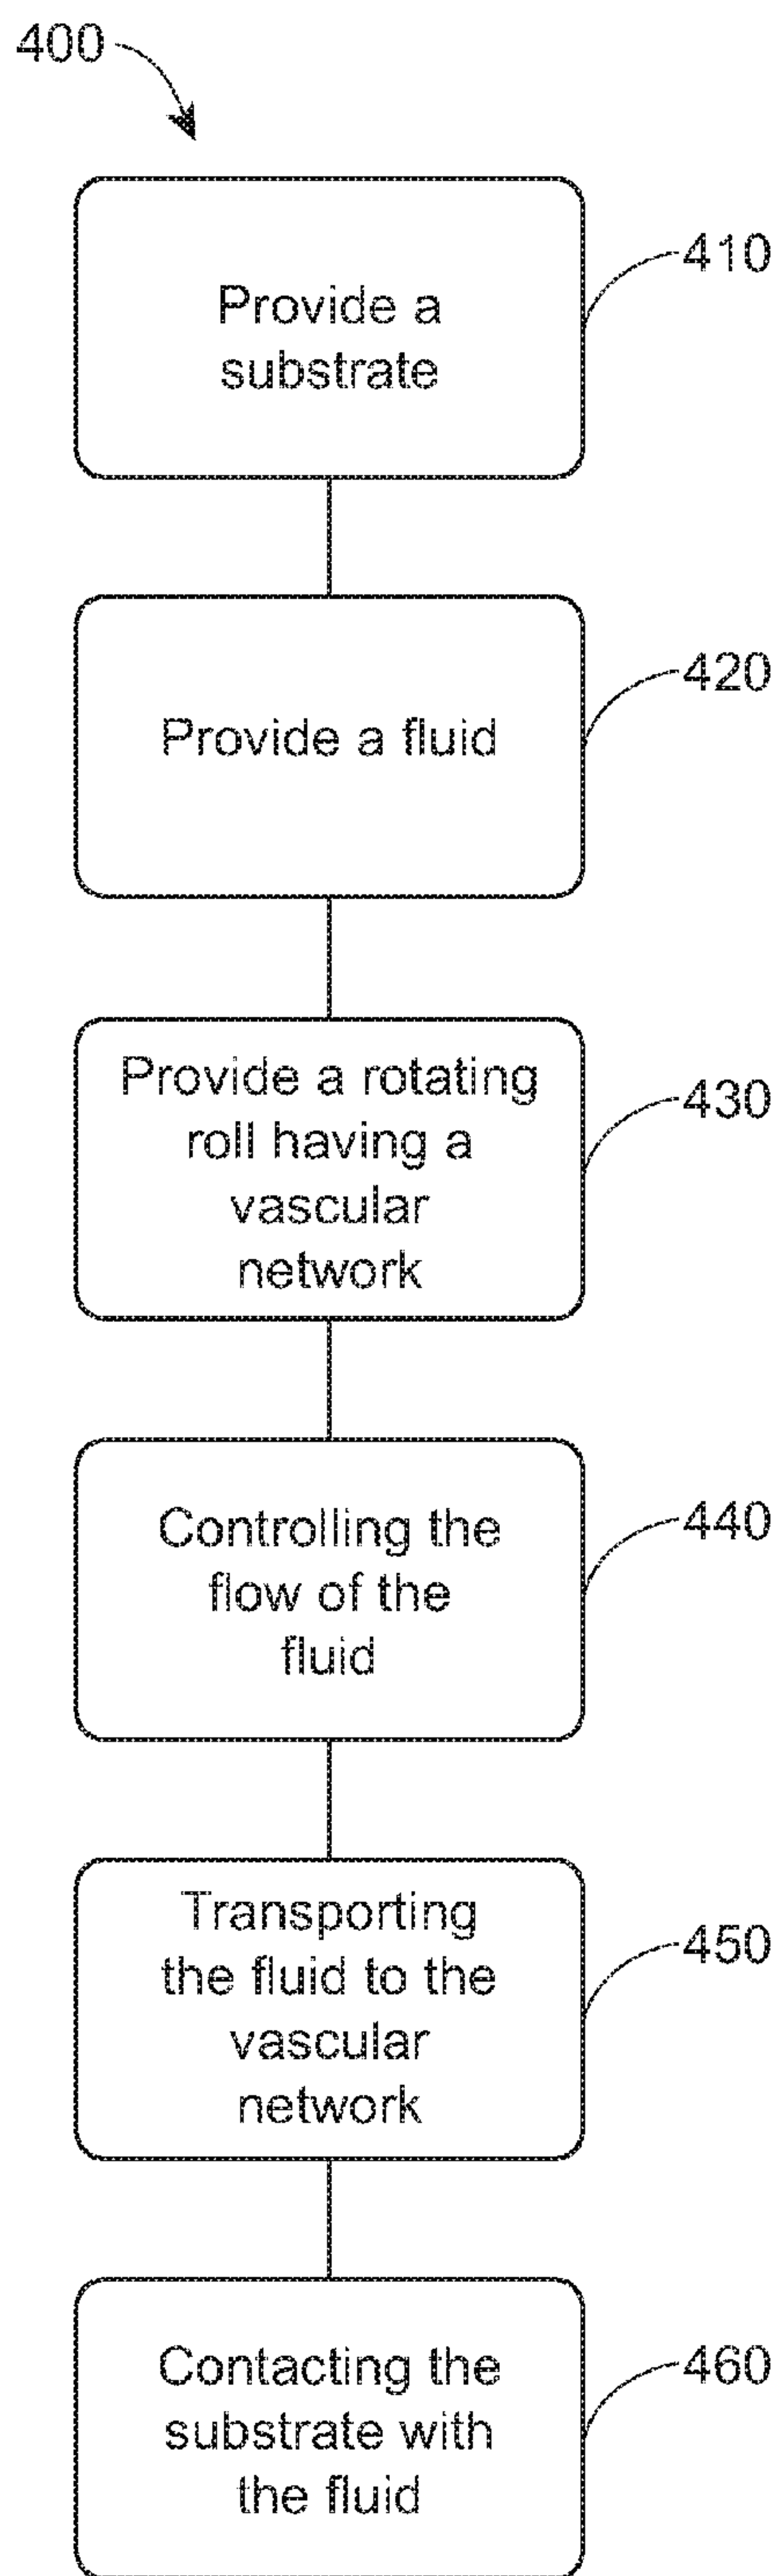 400
Provide a
substrate
410
Provide a fluid
420
Provide a rotating
roll having a
vascular
network
430
Controlling the
flow of the
fluid
440
Transporting
the fluid to the
vascular
network
450
Contacting the
substrate with
the fluid
460